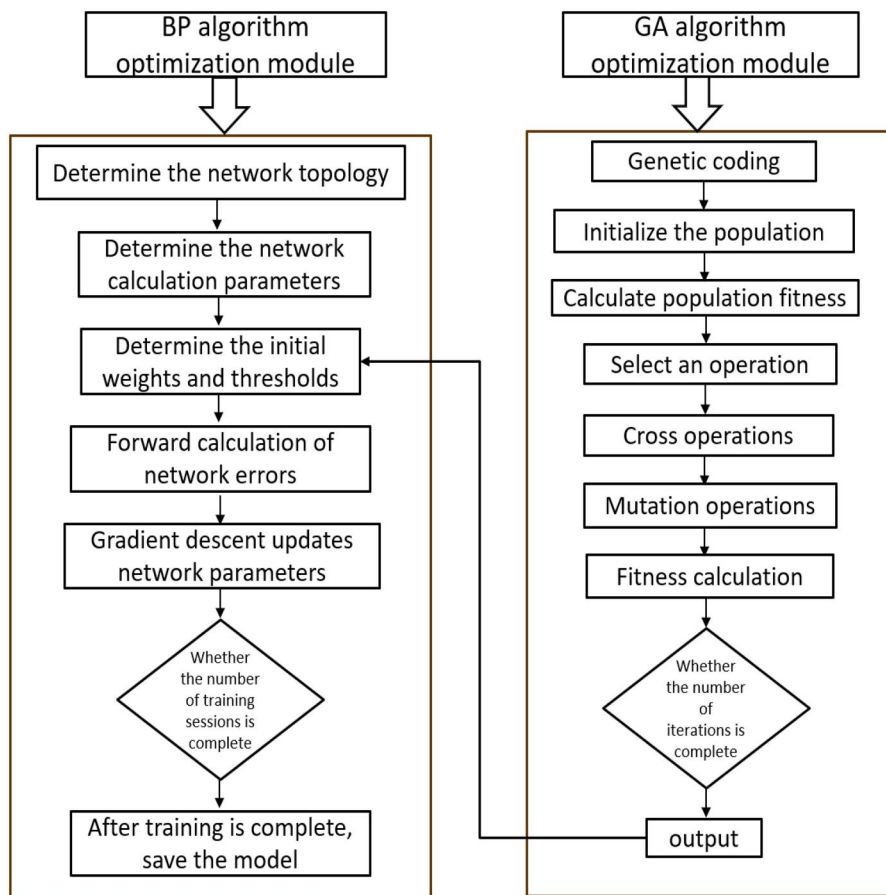 BP algorithm
optimization module
Determine the network topology
Determine the network
calculation parameters
Determine the initial
weights and thresholds
Forward calculation of
network errors
Gradient descent updates
network parameters
Whether
the number
of training
sessions is
complete
After training is complete,
save the model
GA algorithm
optimization module
Genetic coding
Initialize the population
Calculate population fitness
Select an operation
Cross operations
Mutation operations
Fitness calculation
Whether
the number
of
iterations is
complete
output